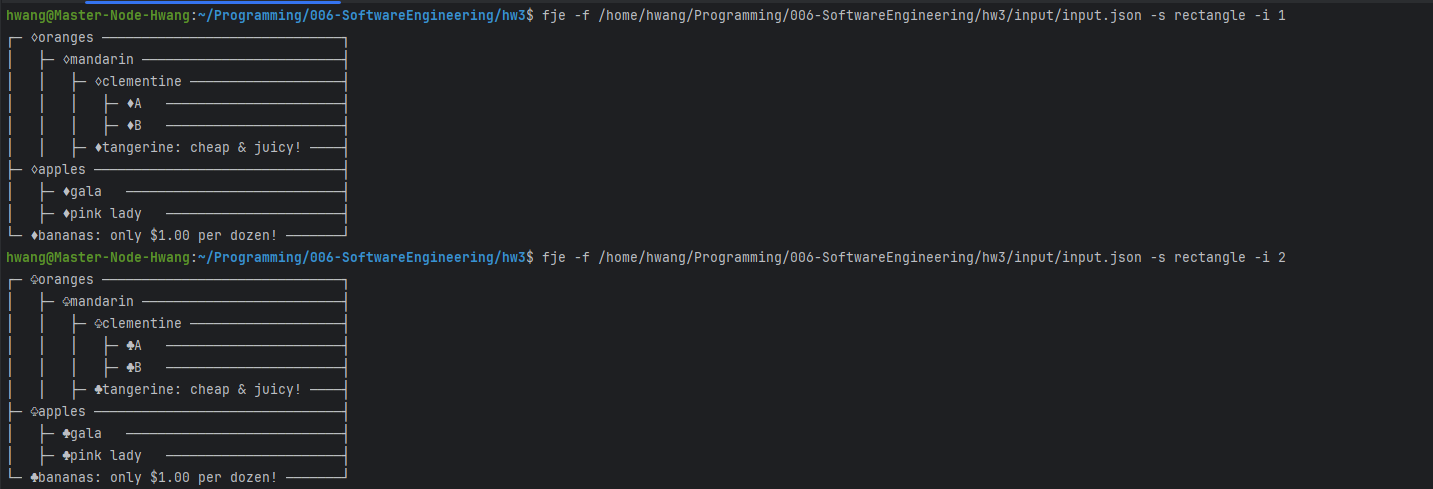 hwang@Master-Node-Hwang:~/Programming/006-SoftwareEngineering/hw3$ fje -f /home/hwang/Programming/006-SoftwareEngineering/hw3/input/input.json -s rectangle -i 1
┌─ ♢oranges ──────────────────────────────┐
│   ├─ ♢mandarin ─────────────────────────┤
│   │   ├─ ♢clementine ───────────────────┤
│   │   │   ├─ ♦A   ──────────────────────┤
│   │   │   ├─ ♦B   ──────────────────────┤
│   │   ├─ ♦tangerine: cheap & juicy! ────┤
├─ ♢apples ───────────────────────────────┤
│   ├─ ♦gala   ───────────────────────────┤
│   ├─ ♦pink lady   ──────────────────────┤
└─ ♦bananas: only $1.00 per dozen! ───────┘
hwang@Master-Node-Hwang:~/Programming/006-SoftwareEngineering/hw3$ fje -f /home/hwang/Programming/006-SoftwareEngineering/hw3/input/input.json -s rectangle -i 2
┌─ ♧oranges ──────────────────────────────┐
│   ├─ ♧mandarin ─────────────────────────┤
│   │   ├─ ♧clementine ───────────────────┤
│   │   │   ├─ ♣A   ──────────────────────┤
│   │   │   ├─ ♣B   ──────────────────────┤
│   │   ├─ ♣tangerine: cheap & juicy! ────┤
├─ ♧apples ───────────────────────────────┤
│   ├─ ♣gala   ───────────────────────────┤
│   ├─ ♣pink lady   ──────────────────────┤
└─ ♣bananas: only $1.00 per dozen! ───────┘